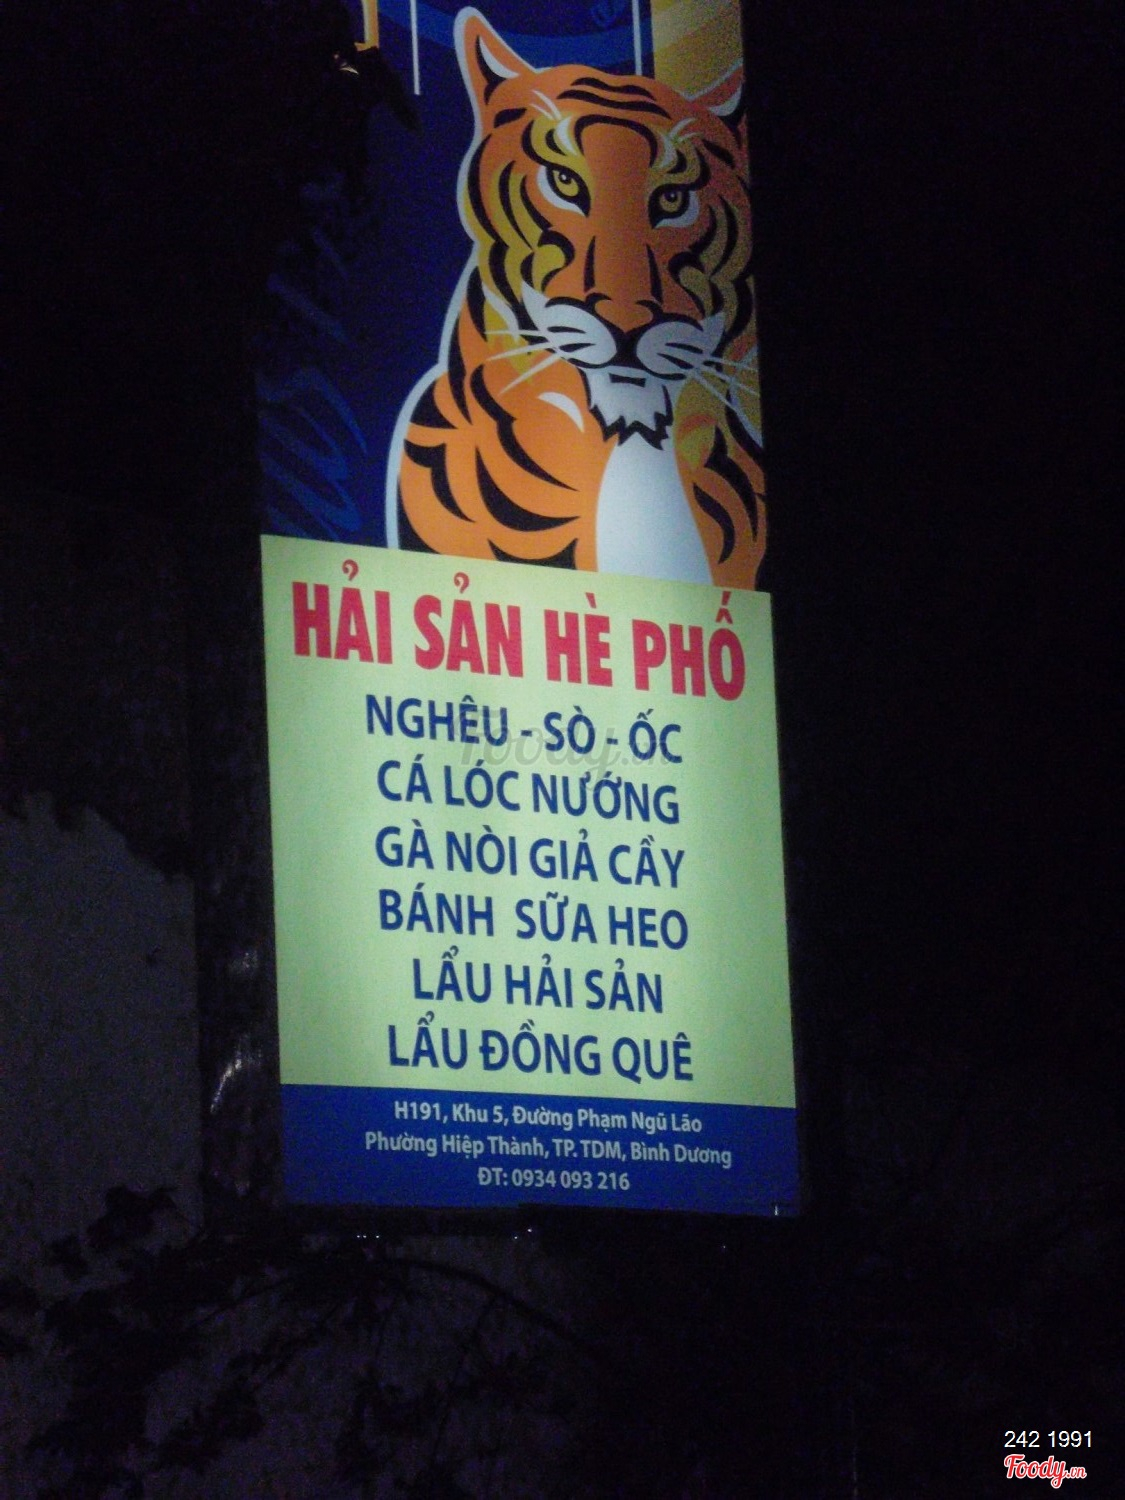 HẢI SẢN HÈ PHỐ
NGHÊU - SÒ - ỐC
CÁ LÓC NƯỚNG
GÀ NÒI GIẢ CẦY
BÁNH SỮA HEO
LẨU HẢI SẢN
LẨU ĐỒNG QUÊ
H191, Khu 5, Đường Phạm Ngũ Lão
Phường Hiệp Thành, TP. TDM, Bình Dương
ĐT: 0934 093 216
Foody.vn
242 1991
Foody.vn